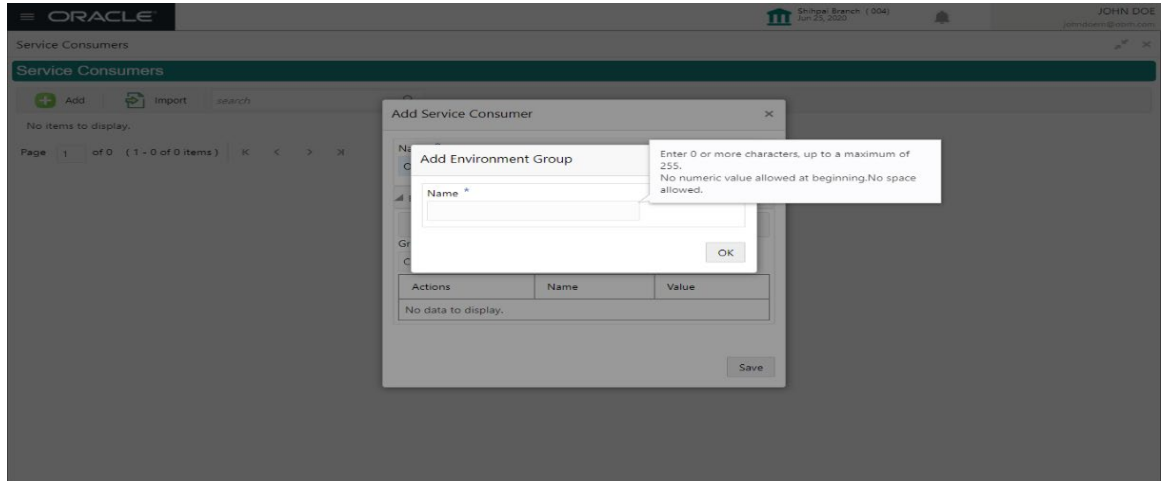 ORACLE
Shihpai Branch ( 004)
Jun 25, 2020
JOHN DOE
Service Consumers
Service Consumers
Add Import search
No items to display.
Page 1 of 0 ( 1 - 0 of 0 items )
Add Service Consumer
Add Environment Group
Enter 0 or more characters, up to a maximum of
255.
No numeric value allowed at beginning.No space
allowed.
Name *
OK
Actions Name Value
No data to display.
Save